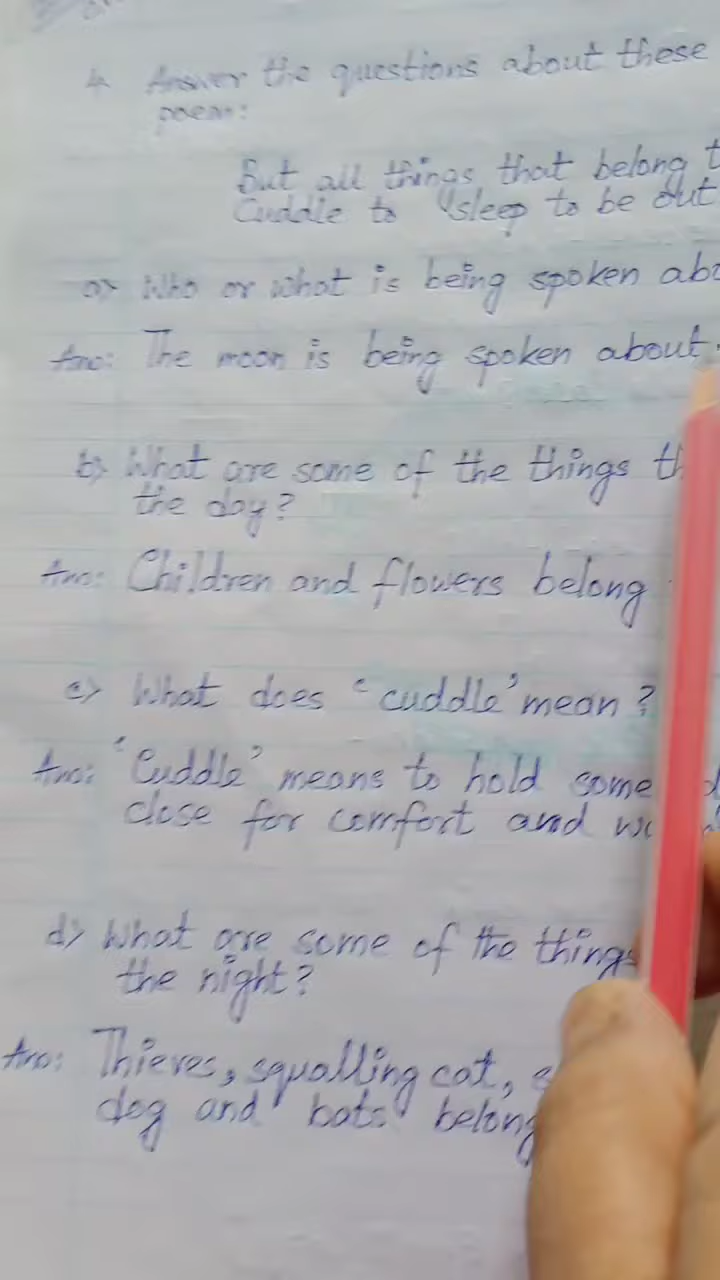 4. Answer the questions about these
poem:
But all things that belong t
Cuddle to sleep to be out
a> Who or what is being spoken abo
Ans: The moon is being spoken about.
b> What are some of the things th
the day?
Ans: Children and flowers belong
c> What does 'cuddle' mean?
Ans: 'Cuddle' means to hold some
close for comfort and
d> What are some of the things
the night?
Ans: Thieves, squalling cat,
dog and bats belong